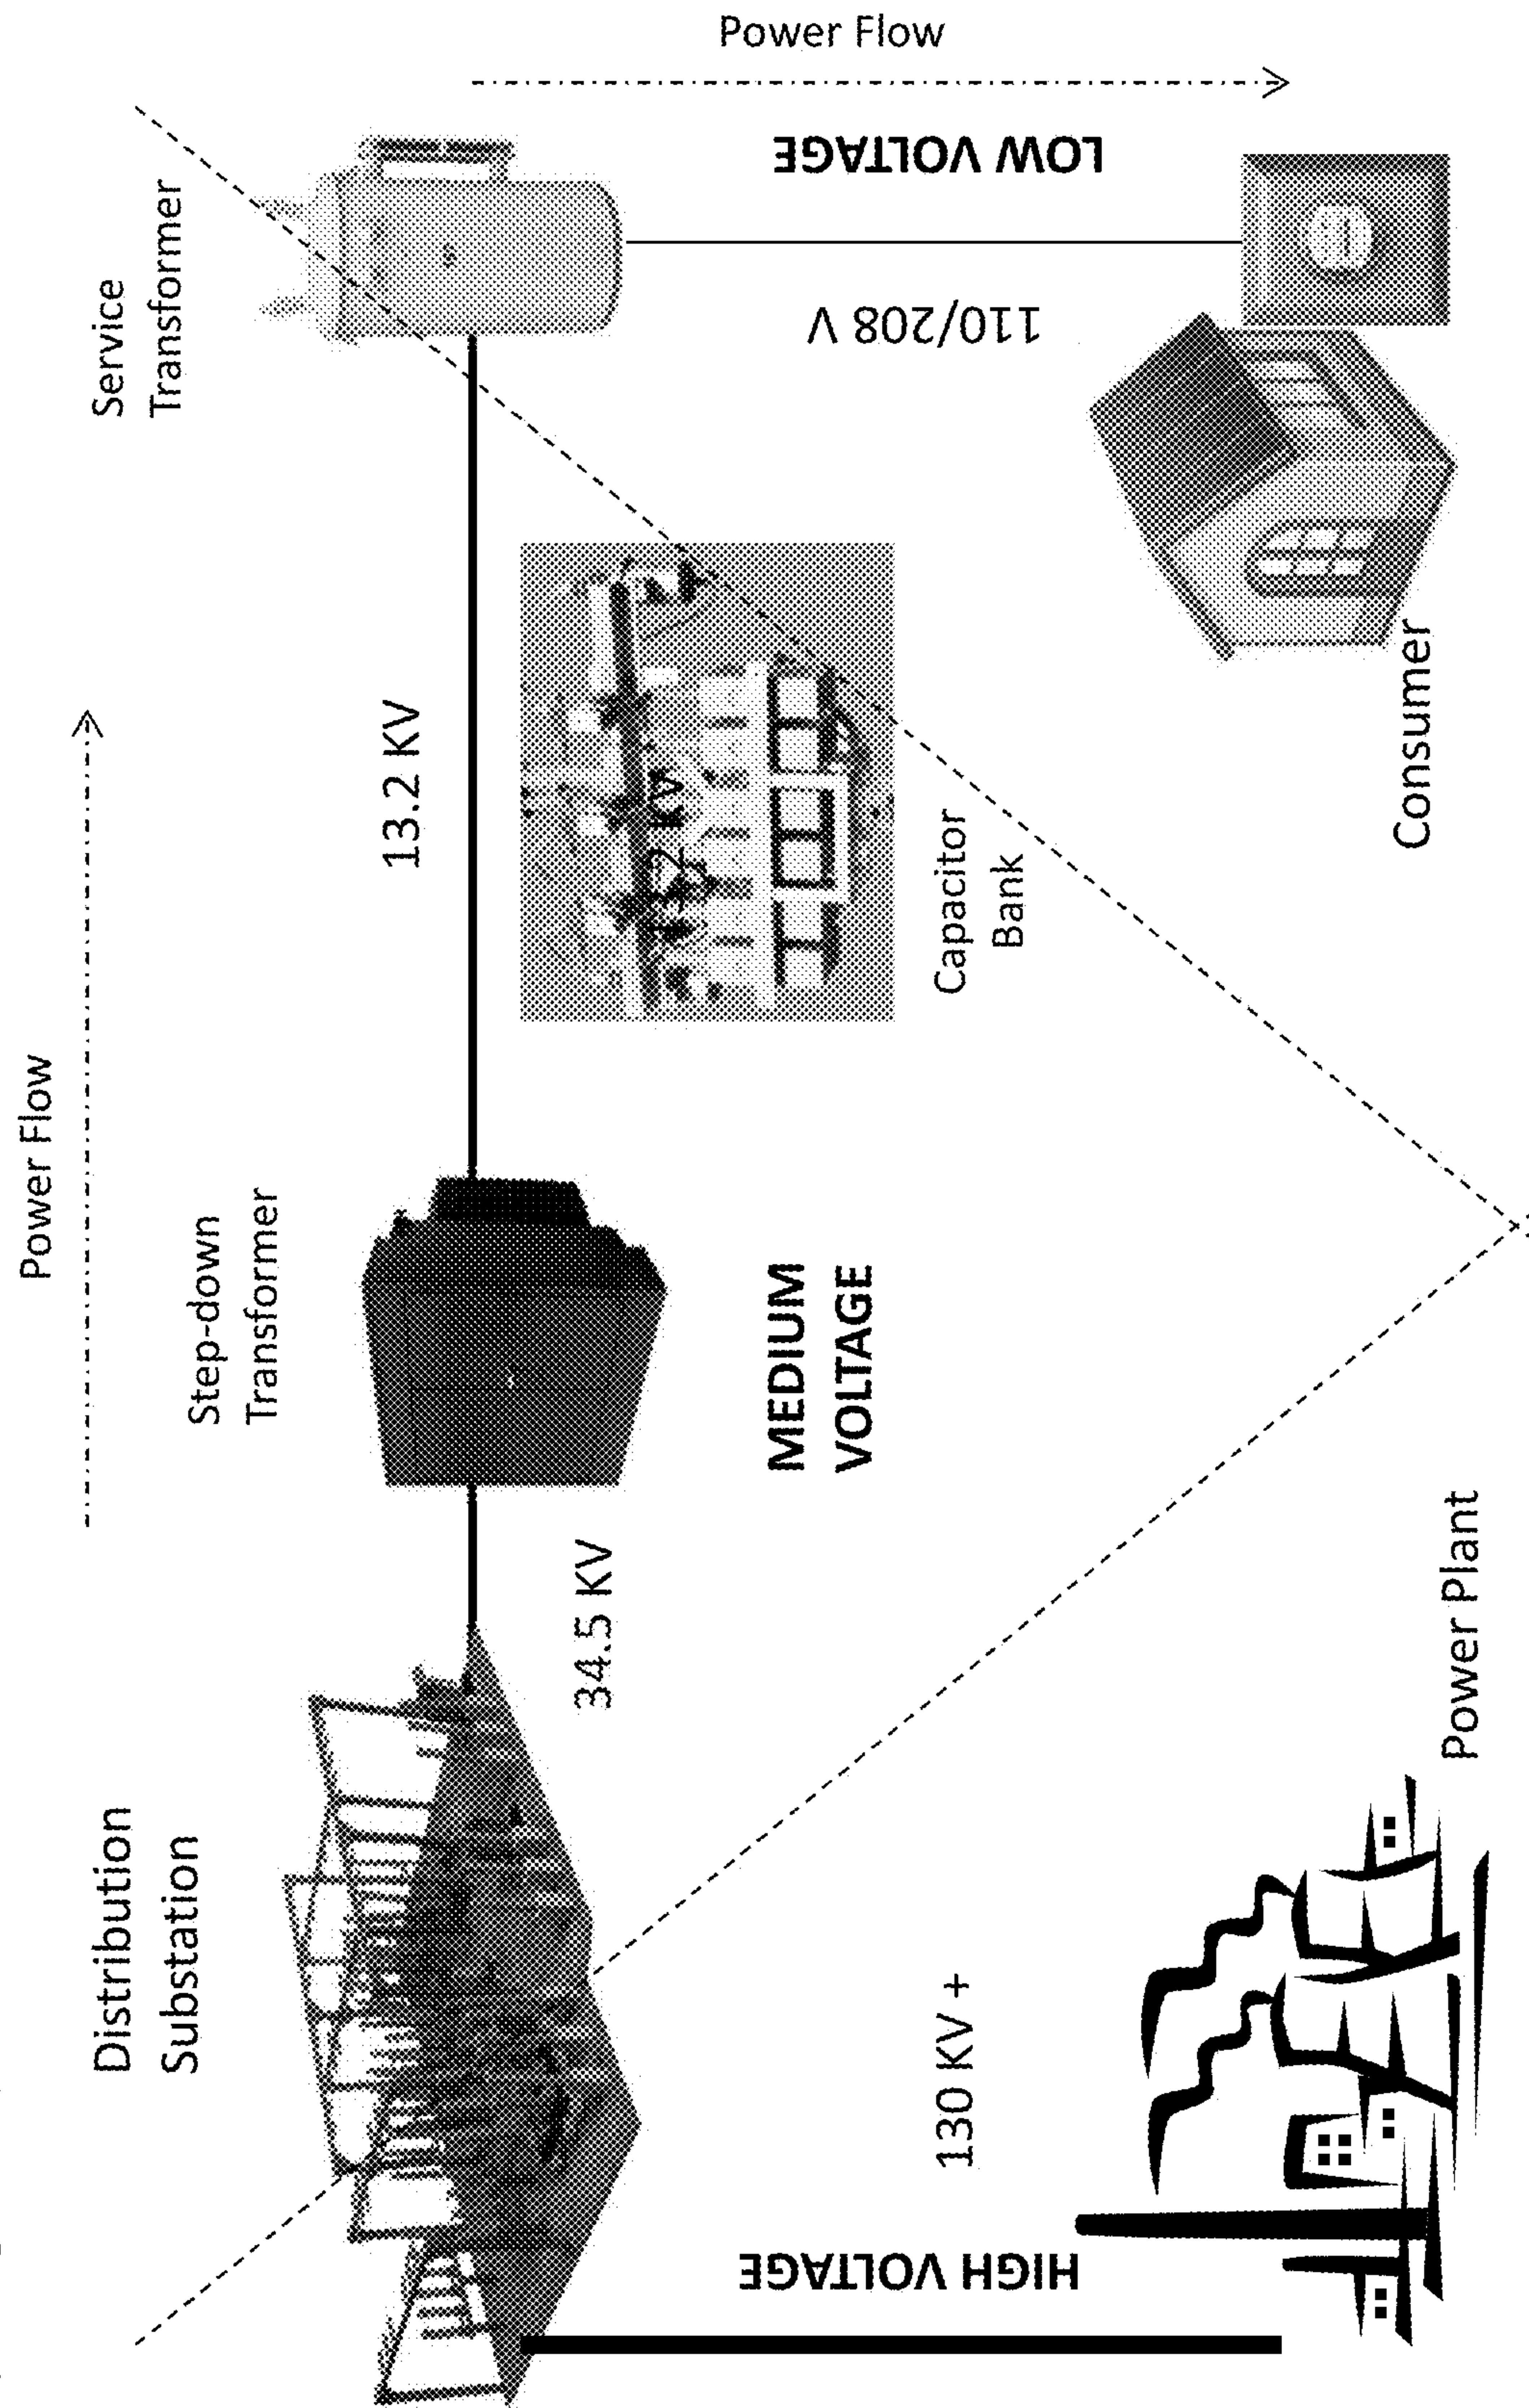 Power Flow
Power Flow
Distribution
Substation
Step-down
Transformer
Service
Transformer
34.5 KV
13.2 KV
MEDIUM
VOLTAGE
Capacitor
Bank
HIGH VOLTAGE
130 KV +
Power Plant
LOW VOLTAGE
110/208 V
Consumer